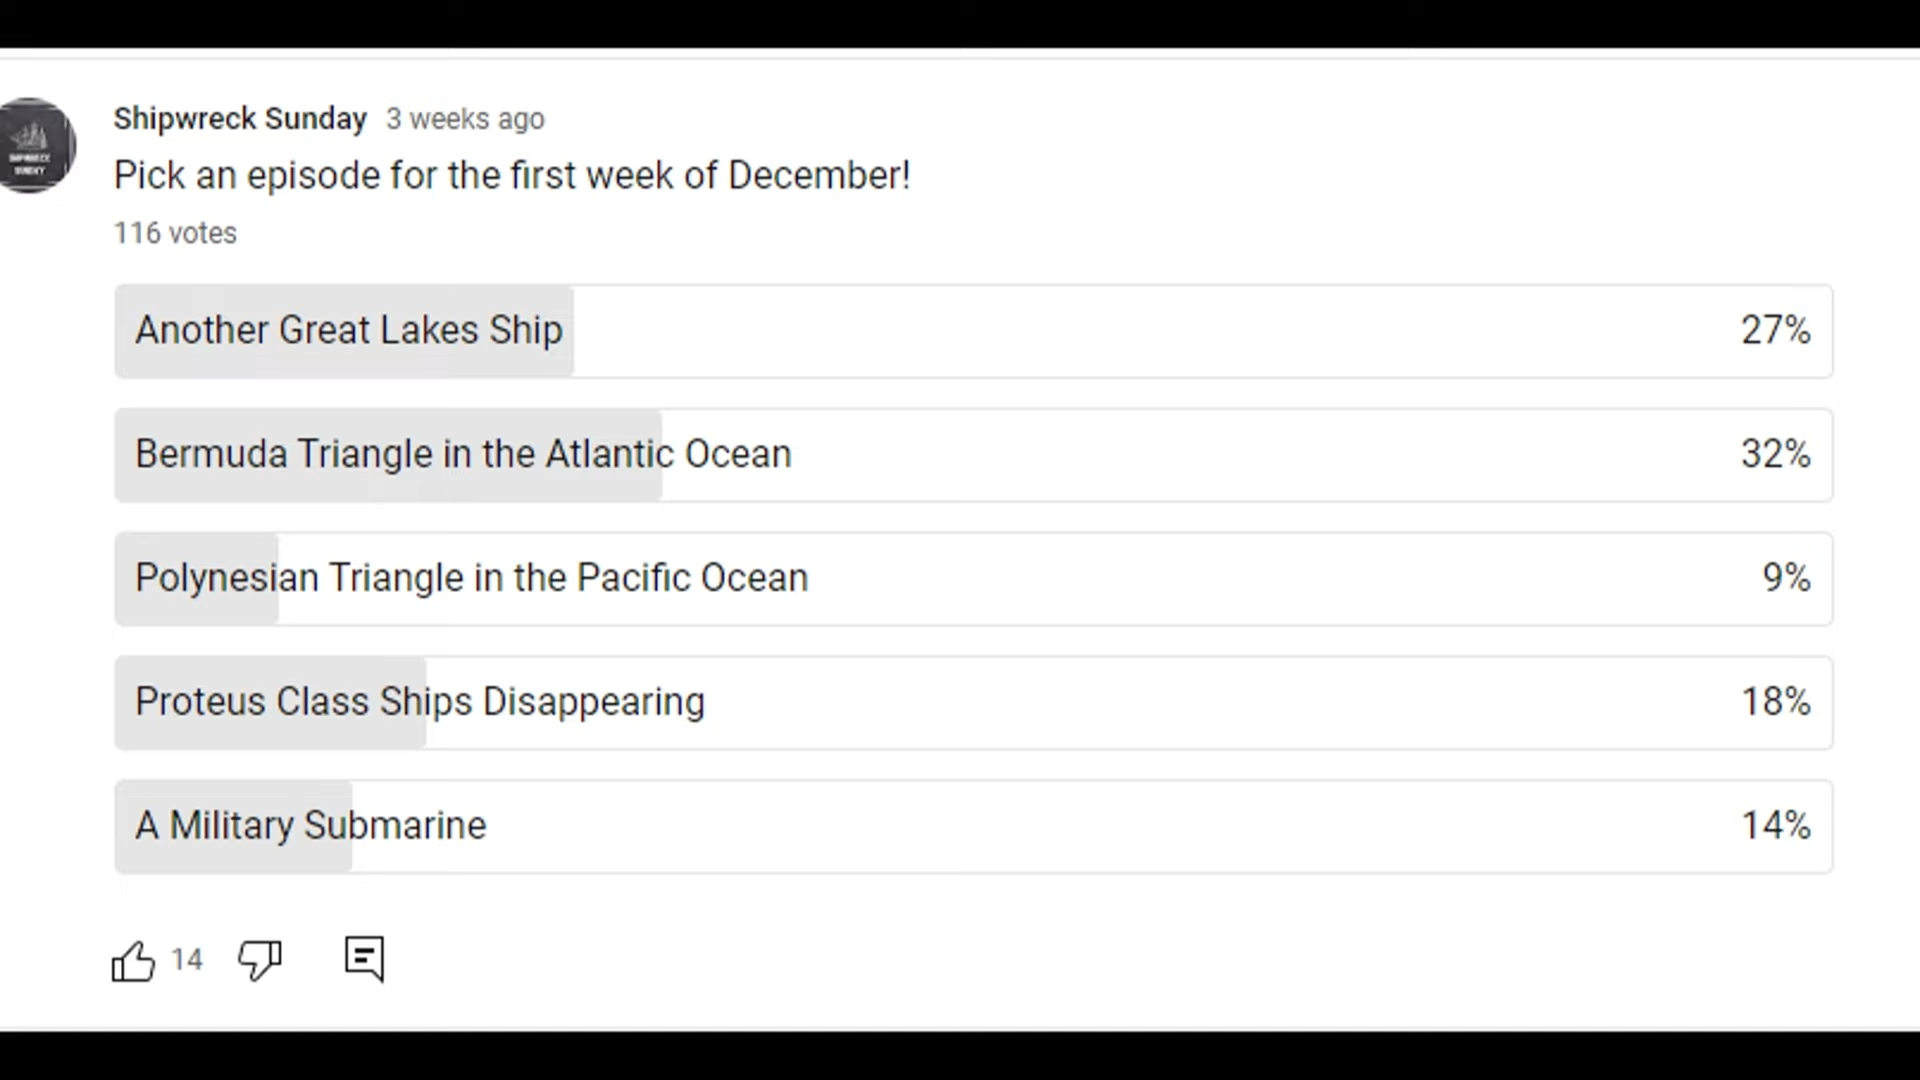 Shipwreck Sunday 3 weeks ago
Pick an episode for the first week of December!
116 votes
Another Great Lakes Ship 27%
Bermuda Triangle in the Atlantic Ocean 32%
Polynesian Triangle in the Pacific Ocean 9%
Proteus Class Ships Disappearing 18%
A Military Submarine 14%
14
SHIPWRECK
SUNDAY